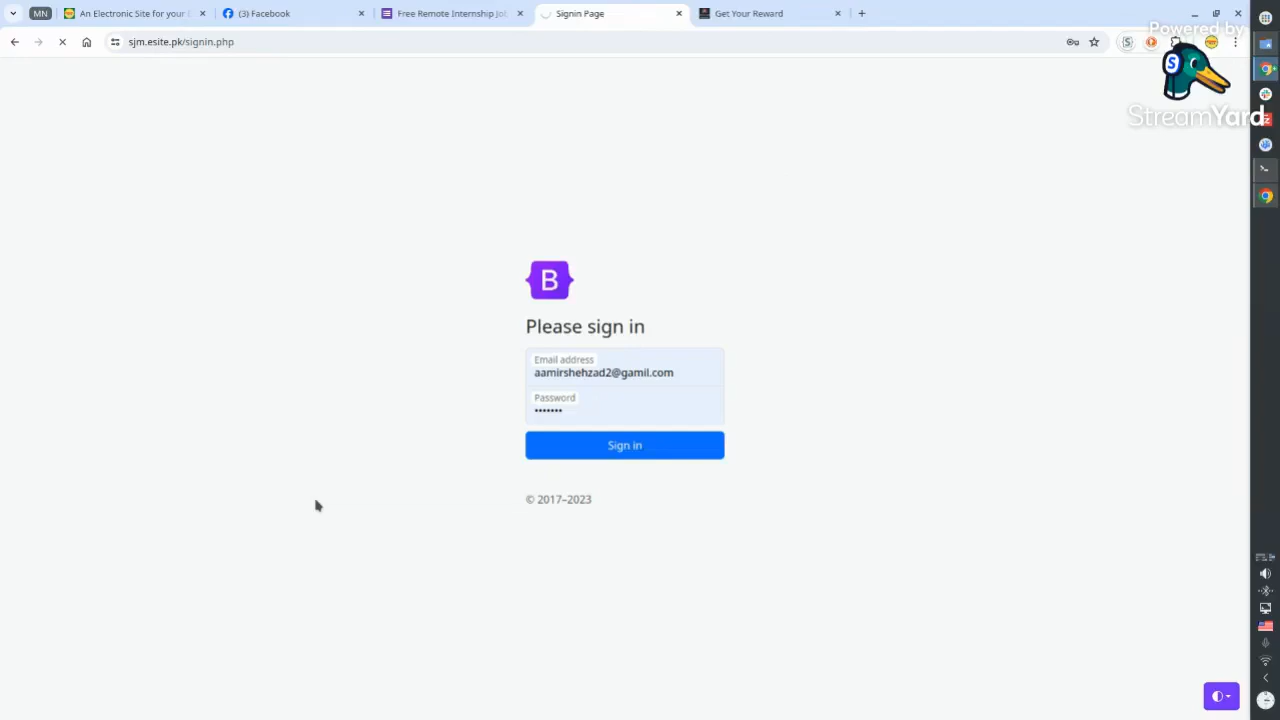 MN
An Electronic Site for your
(3) Facebook
Free Remote Internship Jo
Signin Page
Get Your Reward
sjm.esite.pk/signin.php
Powered by
S
StreamYard
B
Please sign in
Email address
aamirshehzad2@gamil.com
Password
•••••••
Sign in
© 2017–2023